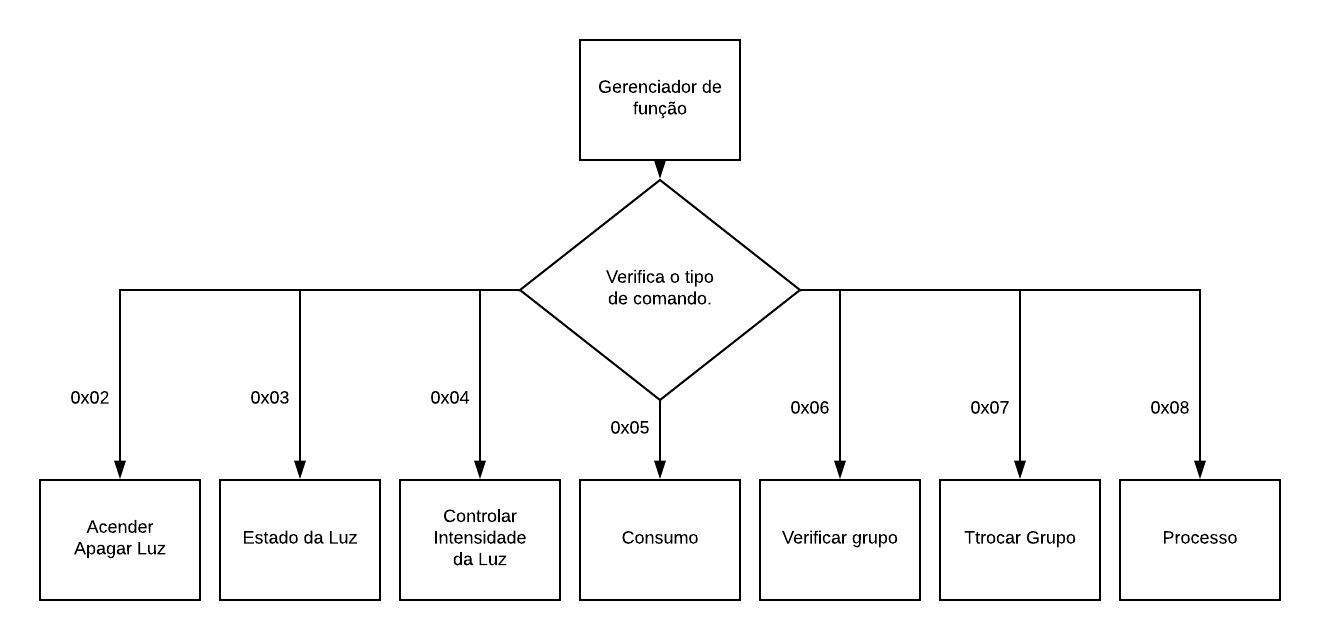 Gerenciador de
função
Verifica o tipo
de comando.
0x02
0x03
0x04
0x05
0x06
0x07
0x08
Acender
Apagar Luz
Estado da Luz
Controlar
Intensidade
da Luz
Consumo
Verificar grupo
Ttrocar Grupo
Processo